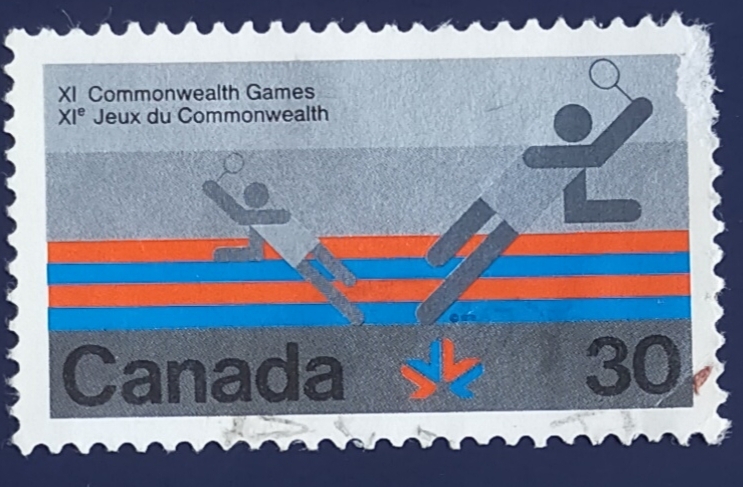 XI Commonwealth Games
XIe Jeux du Commonwealth
Canada 30